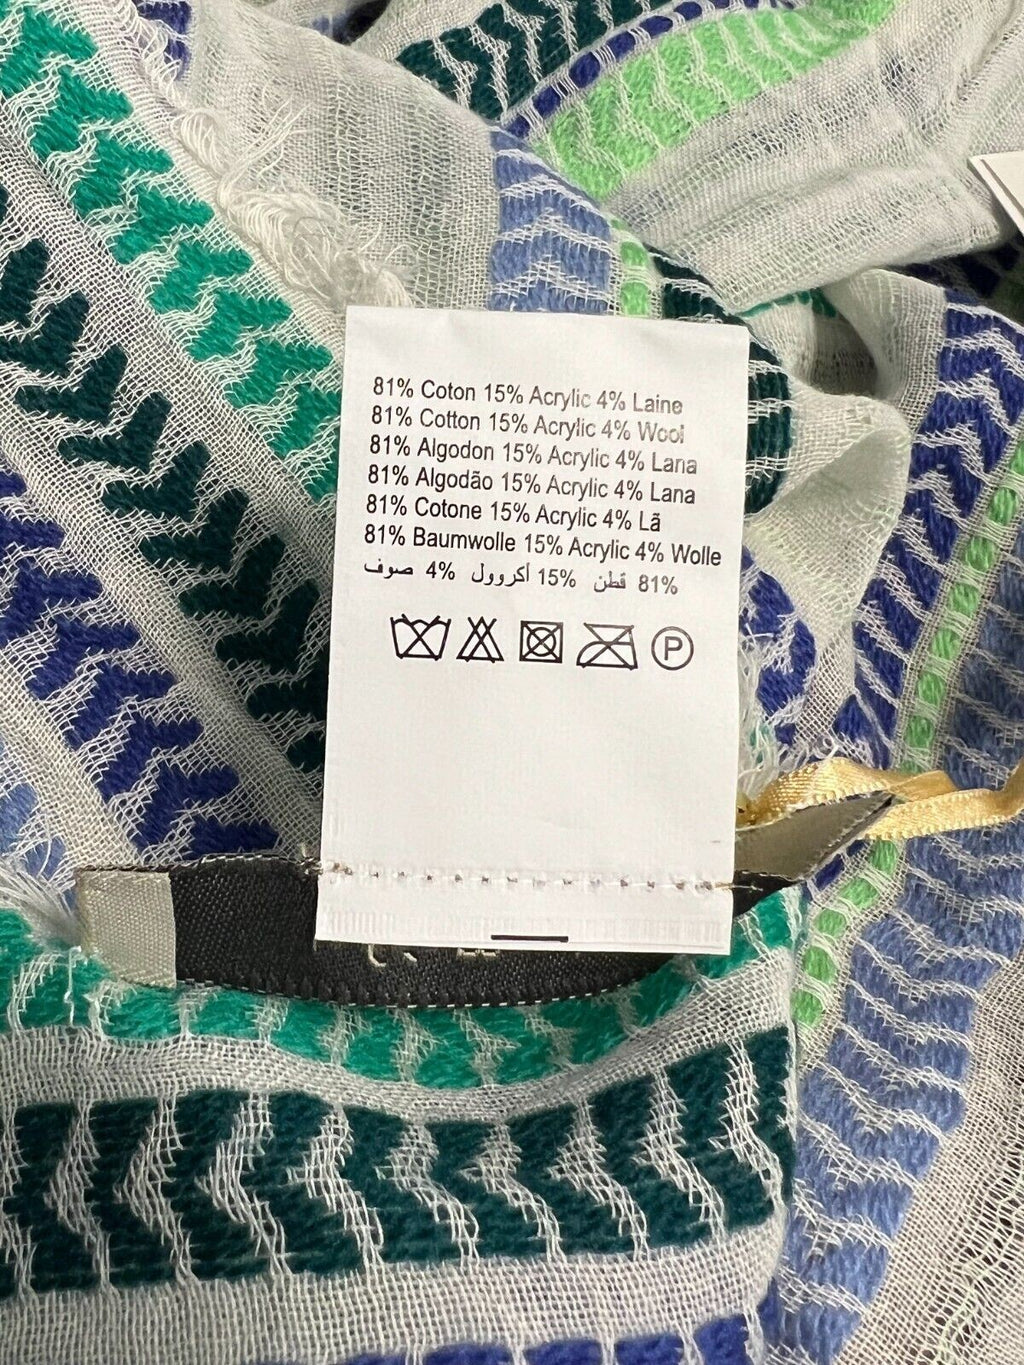 81% Coton 15% Acrylic 4% Laine
81% Cotton 15% Acrylic 4% Wool
81% Algodon 15% Acrylic 4% Lana
81% Algodão 15% Acrylic 4% Lana
81% Cotone 15% Acrylic 4% Lã
81% Baumwolle 15% Acrylic 4% Wolle
81% قطن 15% أكروول 4% صوف
P